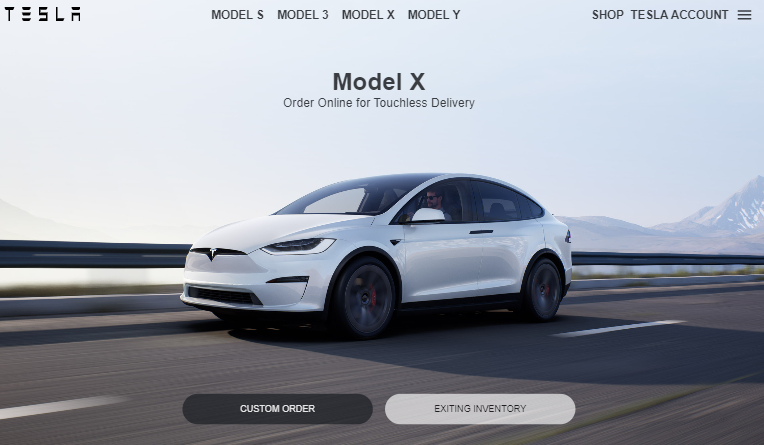 TESLA MODEL S MODEL 3 MODEL X MODEL Y SHOP TESLA ACCOUNT
Model X
Order Online for Touchless Delivery
CUSTOM ORDER EXITING INVENTORY